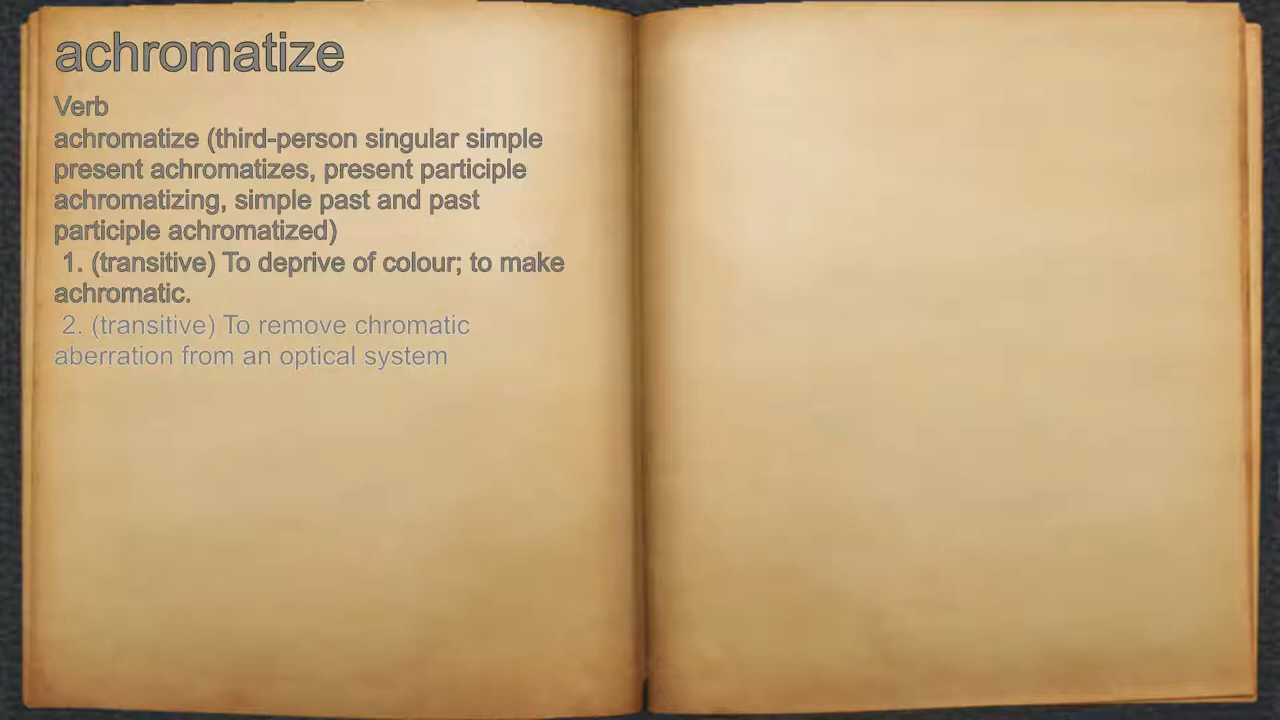 achromatize
Verb
achromatize (third-person singular simple
present achromatizes, present participle
achromatizing, simple past and past
participle achromatized)
1. (transitive) To deprive of colour; to make
achromatic.
2. (transitive) To remove chromatic
aberration from an optical system